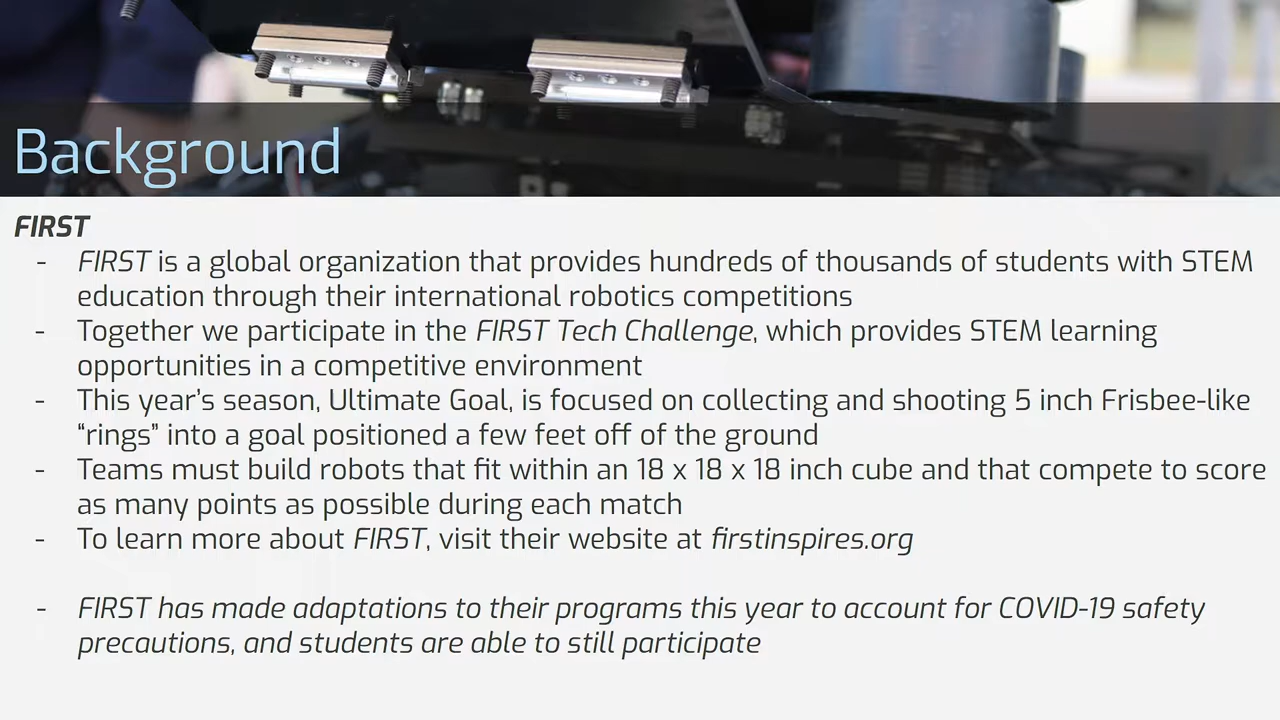 Background
FIRST
- FIRST is a global organization that provides hundreds of thousands of students with STEM
education through their international robotics competitions
- Together we participate in the FIRST Tech Challenge, which provides STEM learning
opportunities in a competitive environment
- This year's season, Ultimate Goal, is focused on collecting and shooting 5 inch Frisbee-like
“rings” into a goal positioned a few feet off of the ground
- Teams must build robots that fit within an 18 x 18 x 18 inch cube and that compete to score
as many points as possible during each match
- To learn more about FIRST, visit their website at firstinspires.org
- FIRST has made adaptations to their programs this year to account for COVID-19 safety
precautions, and students are able to still participate